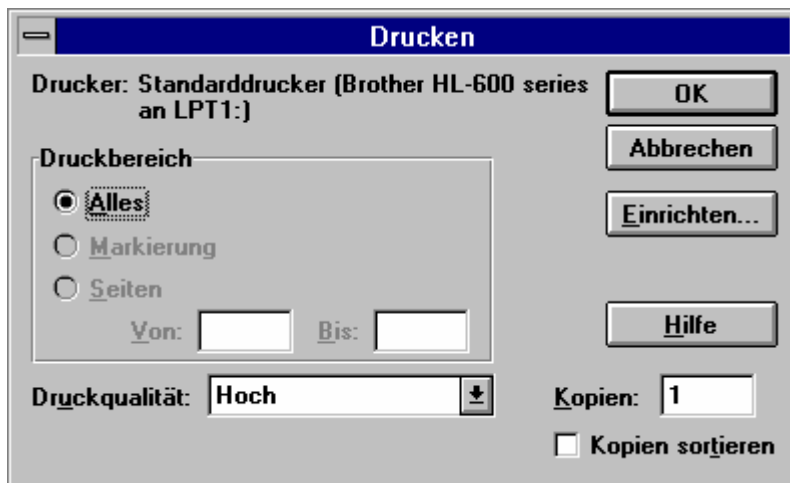 Drucken
Drucker: Standarddrucker (Brother HL-600 series
an LPT1:)
OK
Abbrechen
Einrichten...
Hilfe
Druckbereich
Alles
Markierung
Seiten
Von:
Bis:
Druckqualität: Hoch
Kopien: 1
Kopien sortieren